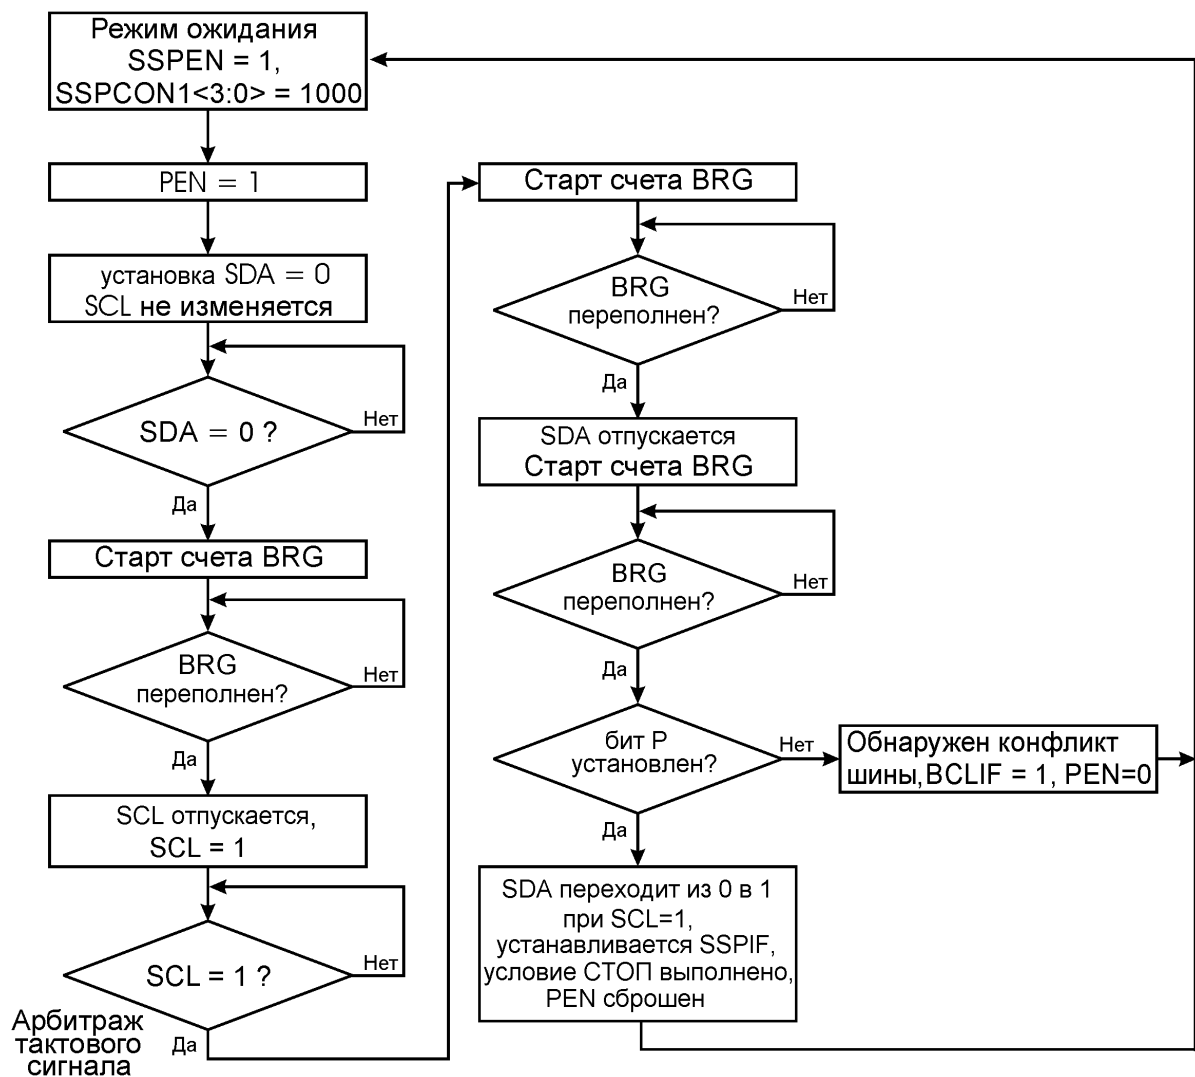 Режим ожидания
SSPEN = 1,
SSPCON1<3:0> = 1000
PEN = 1
установка SDA = 0
SCL не изменяется
SDA = 0 ?
Нет
Да
Старт счета BRG
BRG
переполнен?
Нет
Да
SCL отпускается,
SCL = 1
SCL = 1 ?
Нет
Да
Арбитраж
тактового
сигнала
Старт счета BRG
BRG
переполнен?
Нет
Да
SDA отпускается
Старт счета BRG
BRG
переполнен?
Нет
Да
бит P
установлен?
Нет
Да
Обнаружен конфликт
шины, BCLIF = 1, PEN=0
SDA переходит из 0 в 1
при SCL=1,
устанавливается SSPIF,
условие СТОП выполнено,
PEN сброшен